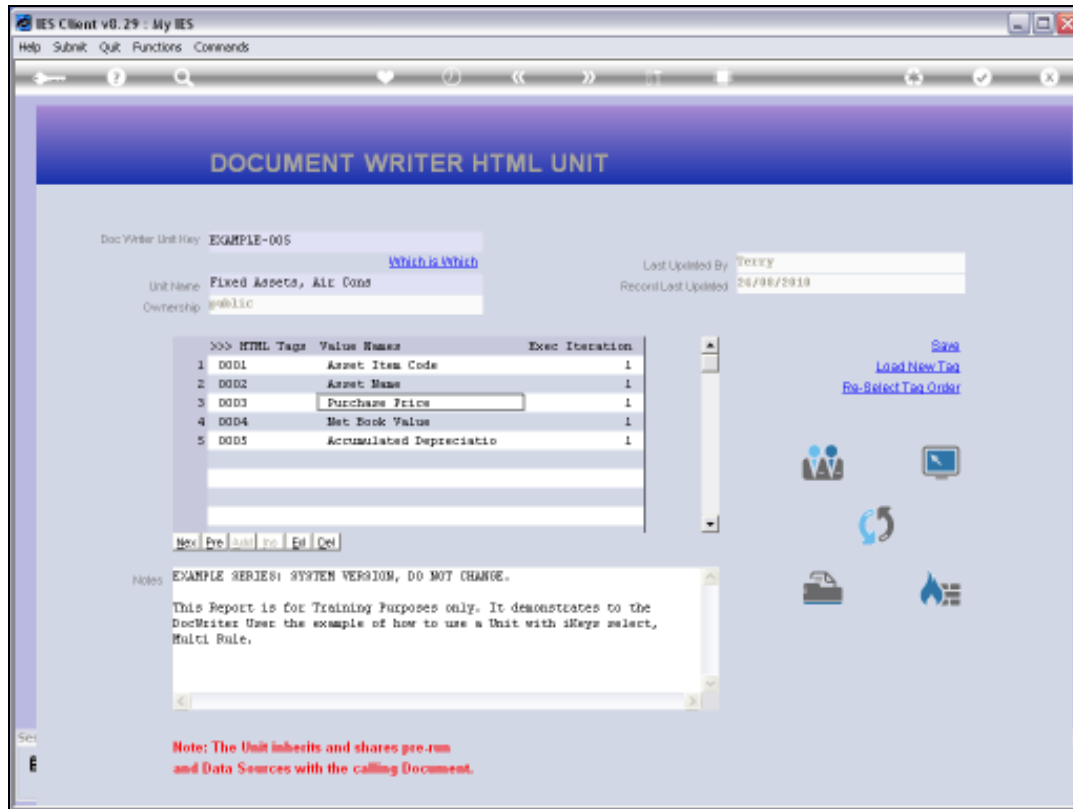 IES Client v8.29 : My IES
Help Submit Quit Functions Commands
DOCUMENT WRITER HTML UNIT
Doc Writer Unit Key EXAMPLE-005
Which is Which
Last Updated By Terry
Unit Name Fixed Assets, Air Cons
Record Last Updated 26/08/2010
Ownership public
>>> HTML Tags Value Names Exec Iteration
1 0001 Asset Item Code 1
2 0002 Asset Name 1
3 0003 Purchase Price 1
4 0004 Net Book Value 1
5 0005 Accumulated Depreciatio 1
Save
Load New Tag
Re-Select Tag Order
Nex Pre Add Ins Ed Del
Notes
EXAMPLE SERIES: SYSTEM VERSION, DO NOT CHANGE.
This Report is for Training Purposes only. It demonstrates to the
DocWriter User the example of how to use a Unit with iKeys select,
Multi Rule.
Note: The Unit inherits and shares pre-run
and Data Sources with the calling Document.